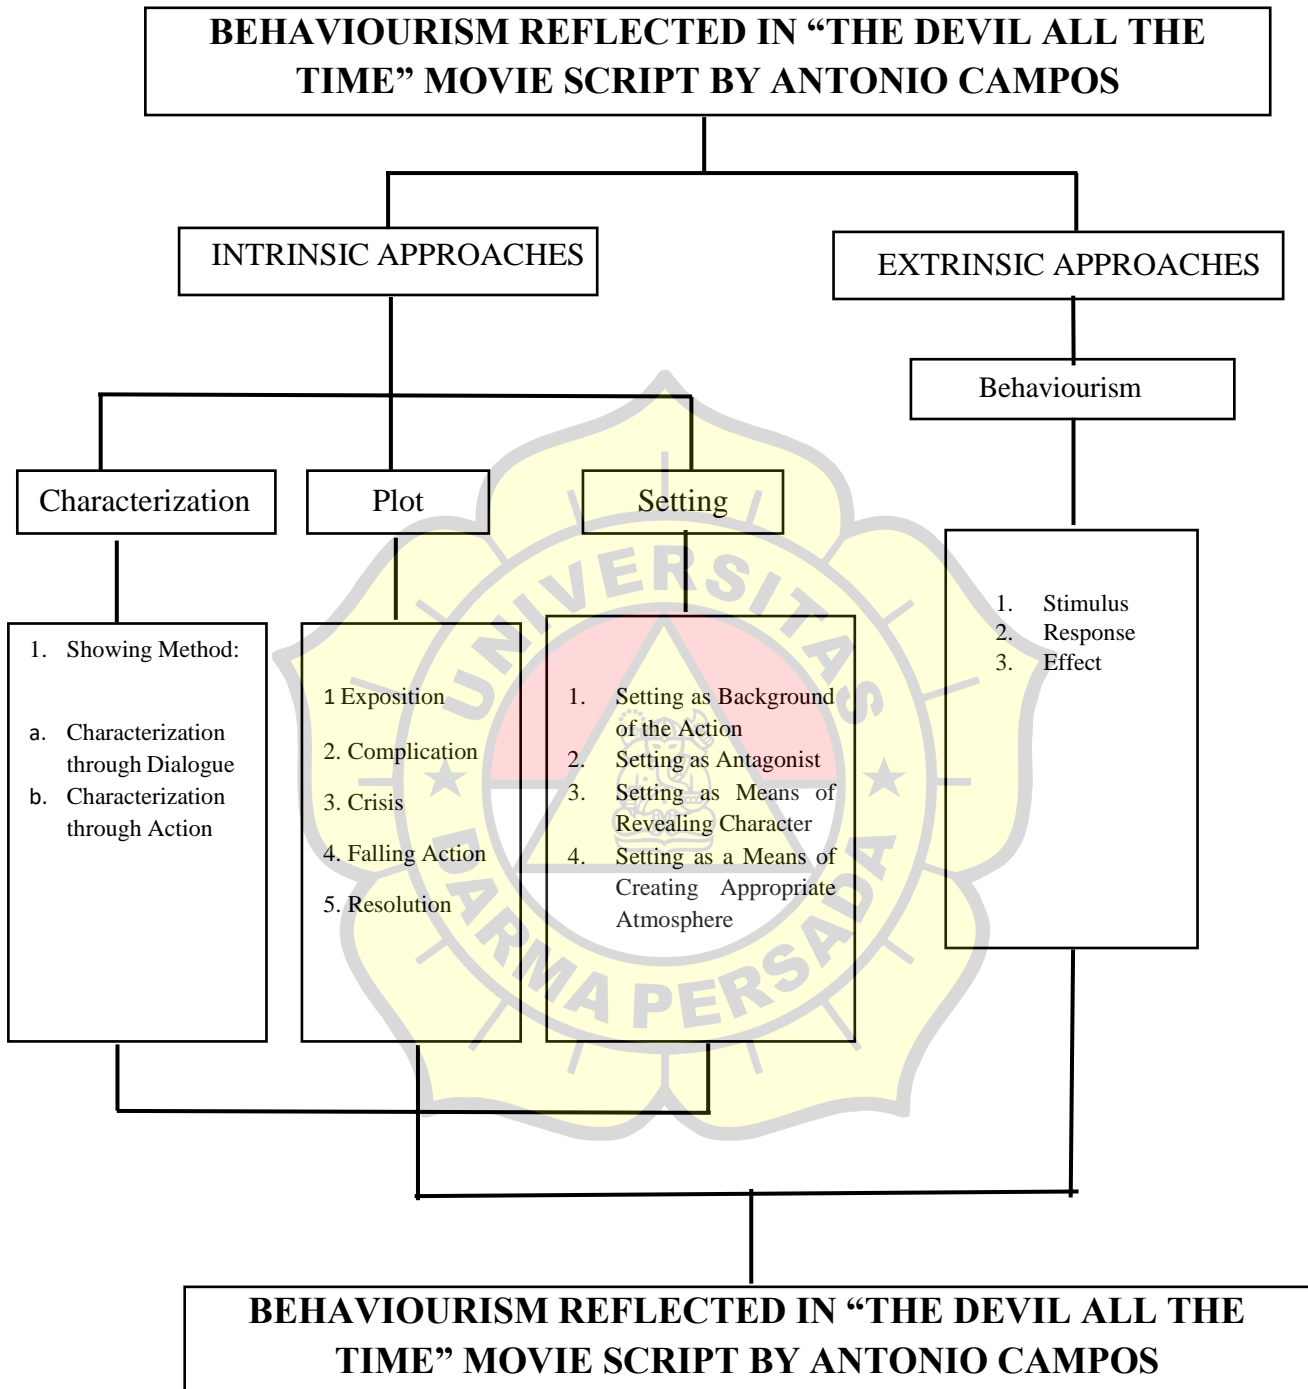 BEHAVIOURISM REFLECTED IN “THE DEVIL ALL THE
TIME” MOVIE SCRIPT BY ANTONIO CAMPOS
INTRINSIC APPROACHES
EXTRINSIC APPROACHES
Behaviourism
Characterization
Plot
Setting
1. Showing Method:
a. Characterization
through Dialogue
b. Characterization
through Action
1 Exposition
2. Complication
3. Crisis
4. Falling Action
5. Resolution
1. Setting as Background
of the Action
2. Setting as Antagonist
3. Setting as Means of
Revealing Character
4. Setting as a Means of
Creating Appropriate
Atmosphere
1. Stimulus
2. Response
3. Effect
UNIVERSITAS
DARMA PERSADA
BEHAVIOURISM REFLECTED IN “THE DEVIL ALL THE
TIME” MOVIE SCRIPT BY ANTONIO CAMPOS